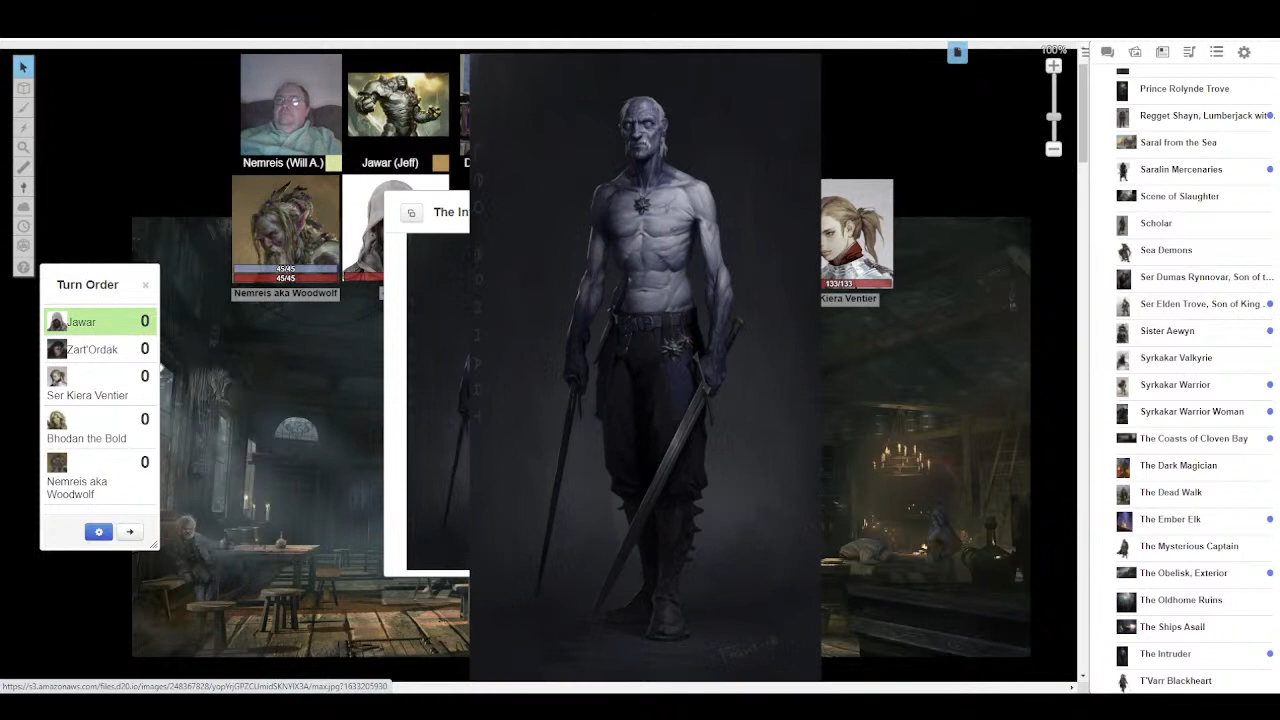 100%
Nemreis (Will A.)
Jawar (Jeff)
45/45
45/45
Nemreis aka Woodwolf
The In
133/133
Kiera Ventier
Turn Order
×
Jawar 0
Zart'Ordak 0
0
Ser Kiera Ventier
0
Bhodan the Bold
0
Nemreis aka
Woodwolf
Prince Rolynde Trove
Regget Shayn, Lumberjack wit...
Saral from the Sea
Saralin Mercenaries
Scene of Slaughter
Scholar
Sea Demons
Ser Dumas Rynnovar, Son of t...
Ser Elden Trove, Son of King ...
Sister Aewyn
Syrkakar Valkyrie
Syrkakar Warrior
Syrkakar Warrior Woman
The Coasts of Cloven Bay
The Dark Magician
The Dead Walk
The Ember Elk
The Mysterious Captain
The Obelisk, Exterior
The Oldhome Ruins
The Ships Asail
The Intruder
T'Varr Blackheart